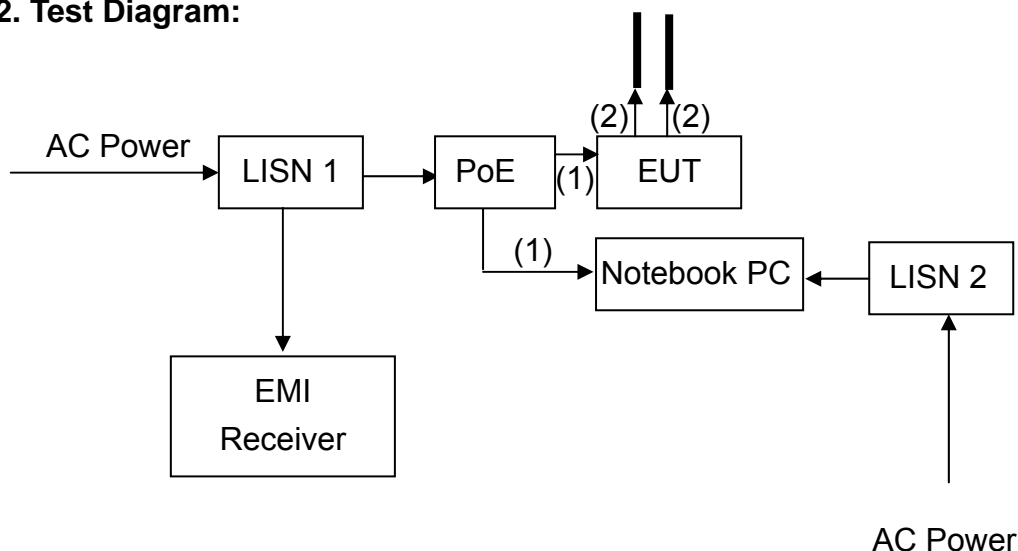 2. Test Diagram:
(2)
(2)
AC Power
LISN 1
PoE
(1)
EUT
(1)
Notebook PC
LISN 2
EMI
Receiver
AC Power